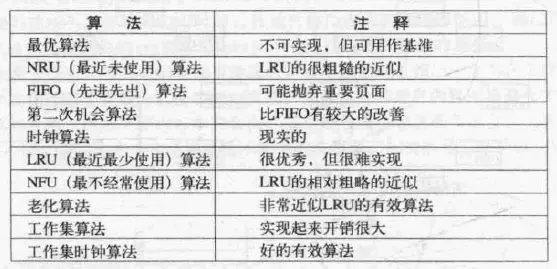 算 法 注 释
最优算法 不可实现，但可用作基准
NRU（最近未使用）算法 LRU的很粗糙的近似
FIFO（先进先出）算法 可能抛弃重要页面
第二次机会算法 比FIFO有较大的改善
时钟算法 现实的
LRU（最近最少使用）算法 很优秀，但很难实现
NFU（最不经常使用）算法 LRU的相对粗略的近似
老化算法 非常近似LRU的有效算法
工作集算法 实现起来开销很大
工作集时钟算法 好的有效算法